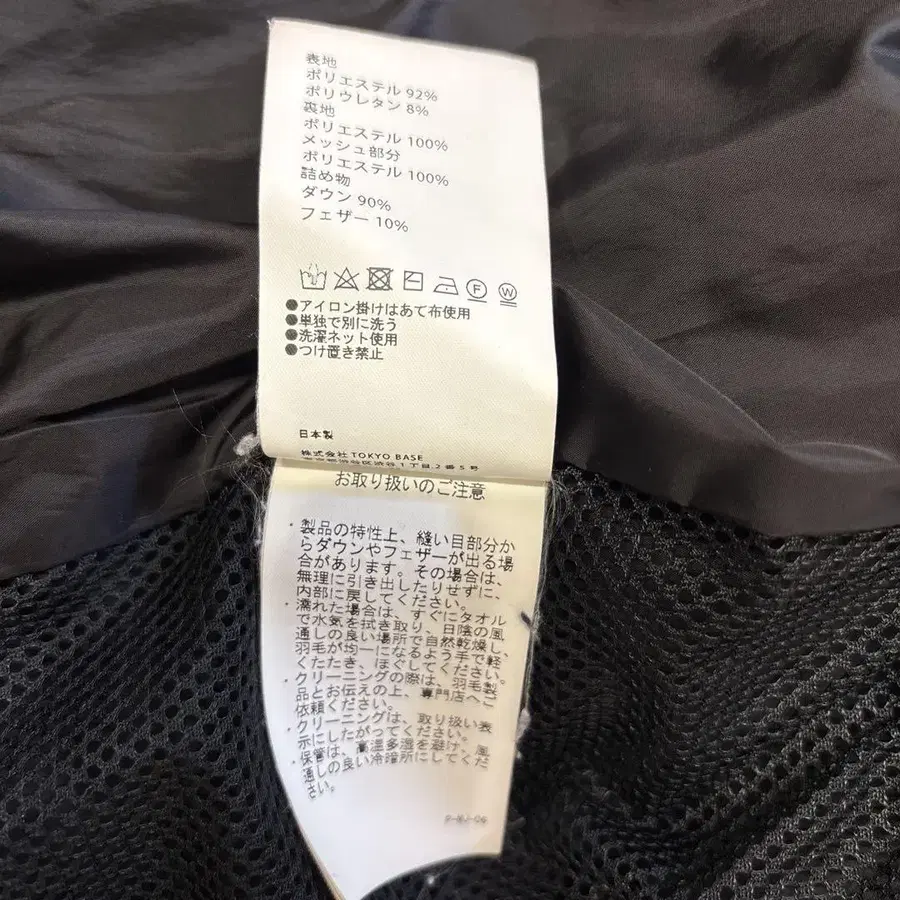 表地
ポリエステル 92%
ポリウレタン 8%
裏地
ポリエステル 100%
メッシュ部分
ポリエステル 100%
詰め物
ダウン 90%
フェザー 10%
F W
●アイロン掛けはあて布使用
●単独で別に洗う
●洗濯ネット使用
●つけ置き禁止
日本製
株式会社 TOKYO BASE
東京都渋谷区渋谷1丁目2番5号
お取り扱いのご注意
・製品の特性上、縫い目部分か
らダウンやフェザーが出る場
合があります。その場合は、
無理に引き出したりせずに、
内部に戻してください。
・濡れた場合は、すぐにタオル
で水気を拭き取り、日陰の風
通しの良い場所で自然乾燥し、
羽毛が均一になるよう手で軽
くたたき、ほぐしてください。
・クリーニングの際は、羽毛製
品とお伝えの上、専門店へご
依頼ください。
・クリーニングは、取り扱い表
示にしたがってください。
・保管は、高温多湿を避け、風
通しの良い冷暗所にしてくだ
さい。